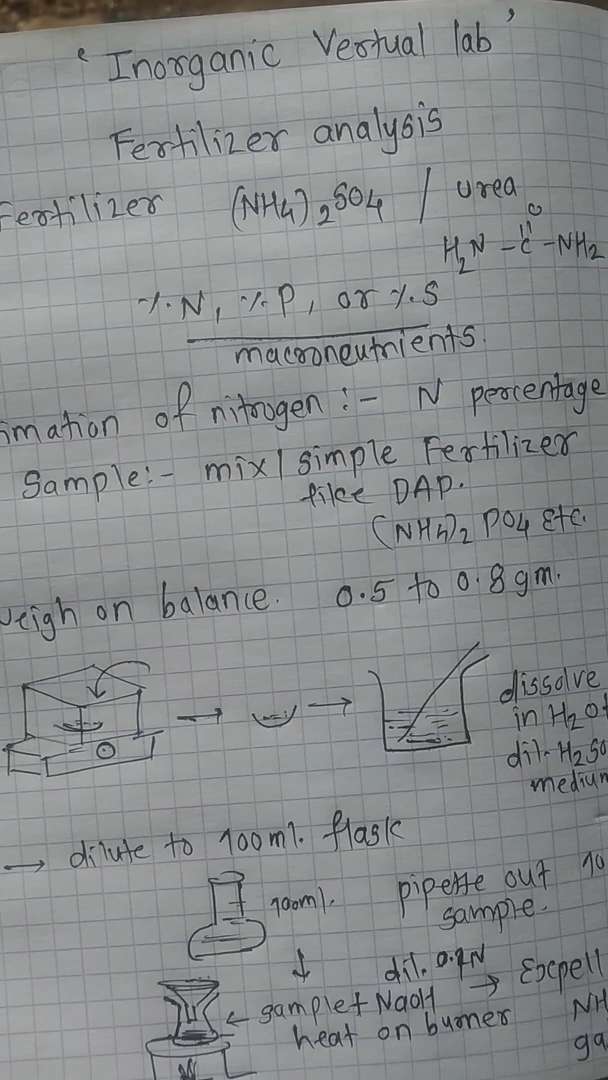 ' Inorganic Vertual lab '
Fertilizer analysis
Fertilizer (NH4)2SO4 / urea
O
H2N - C - NH2
%.N, %.P, or %.S
macroneutrients.
imation of nitrogen :- N percentage
Sample:- mix/simple Fertilizer
like DAP.
(NH4)2 PO4 Etc.
weigh on balance. 0.5 to 0.8 gm.
dissolve
in H2O+
dil. H2SO
medium
→ dilute to 100ml. flask
100ml. pipette out 10
sample.
↓ dil. 0.1N
← sample + NaOH → Expell
heat on burner NH
ga